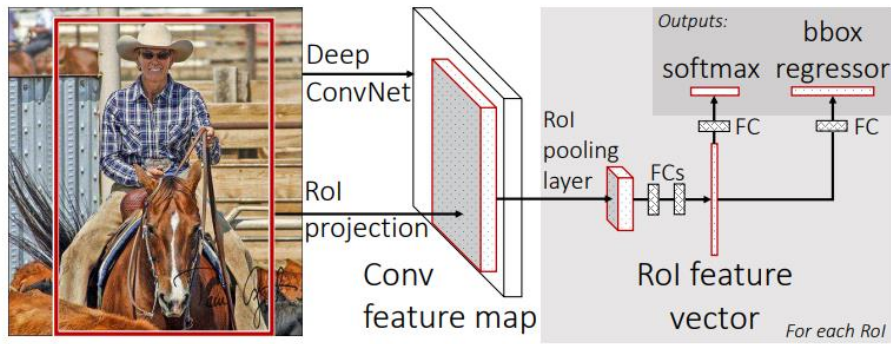 Deep
ConvNet
RoI
projection
Conv
feature map
RoI
pooling
layer
FCs
RoI feature
vector
For each RoI
Outputs:
softmax
bbox
regressor
FC
FC